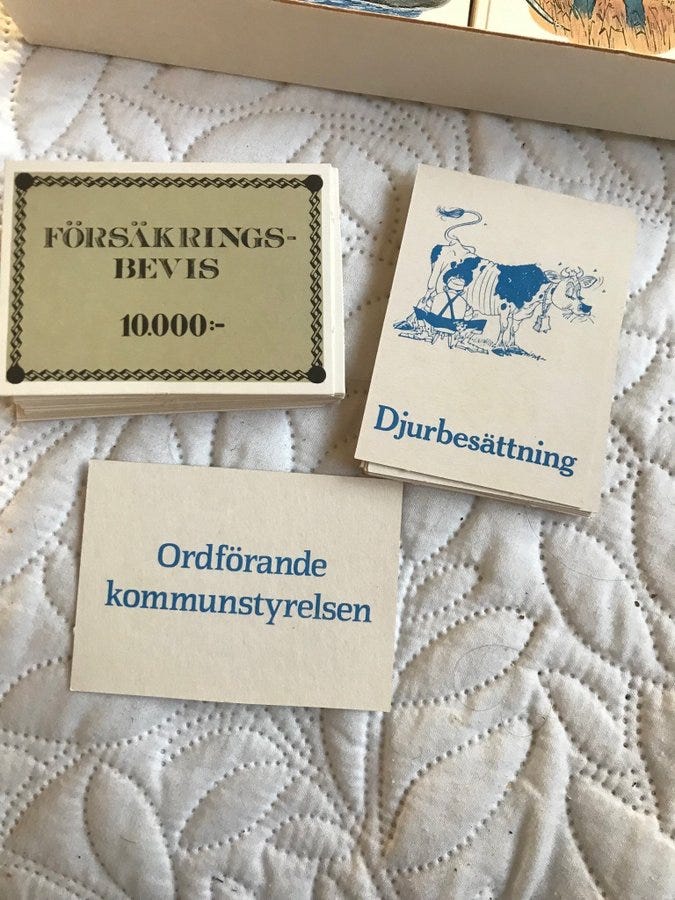 FÖRSÄKRINGS-
BEVIS
10.000:-
Djurbesättning
Ordförande
kommunstyrelsen